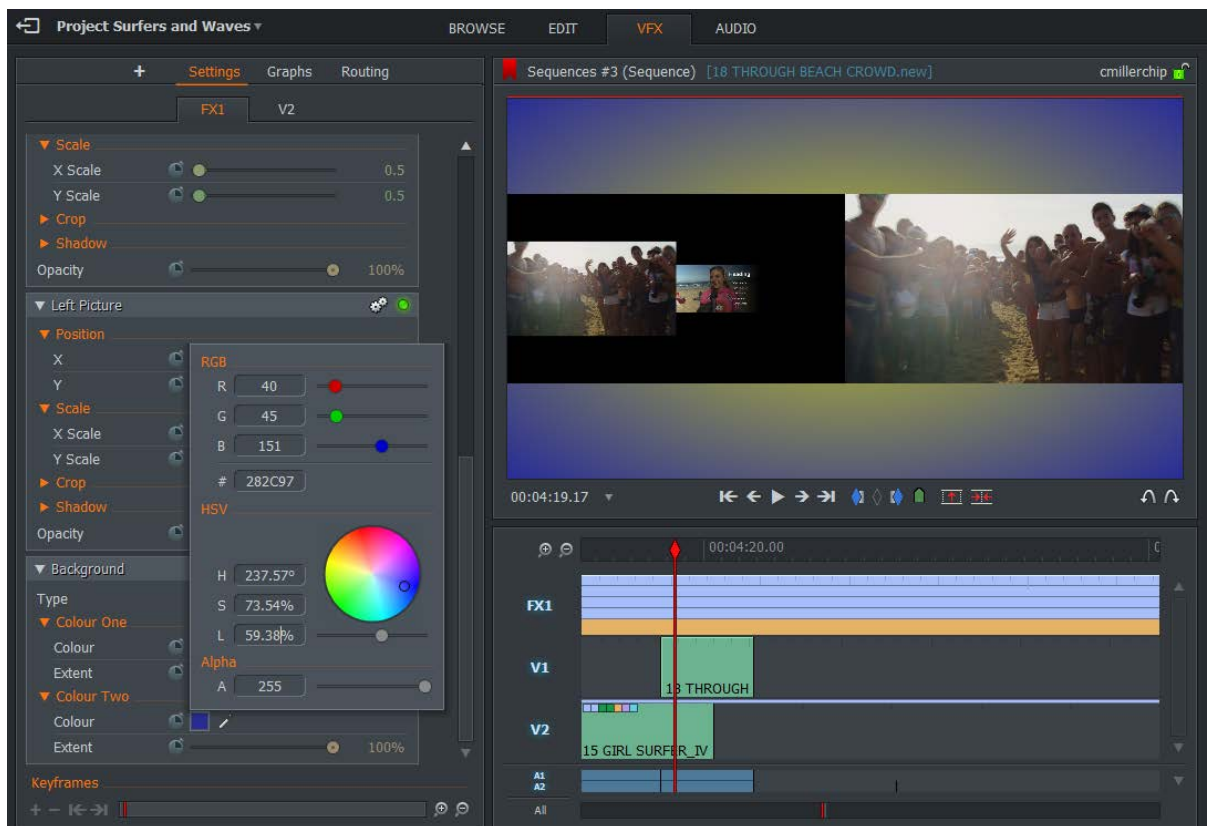 Project Surfers and Waves
BROWSE EDIT VFX AUDIO
+ Settings Graphs Routing
FX1 V2
Scale
X Scale 0.5
Y Scale 0.5
Crop
Shadow
Opacity 100%
Left Picture
Position
X
Y
Scale
X Scale
Y Scale
Crop
Shadow
Opacity
Background
Type
Colour One
Colour
Extent
Colour Two
Colour
Extent 100%
Keyframes
RGB
R 40
G 45
B 151
# 282C97
HSV
H 237.57º
S 73.54%
L 59.38%
Alpha
A 255
Sequences #3 (Sequence) [18 THROUGH BEACH CROWD.new] cmillerchip
Heading
00:04:19.17
00:04:20.00
FX1
V1
18 THROUGH
V2
15 GIRL SURFER_IV
A1
A2
All